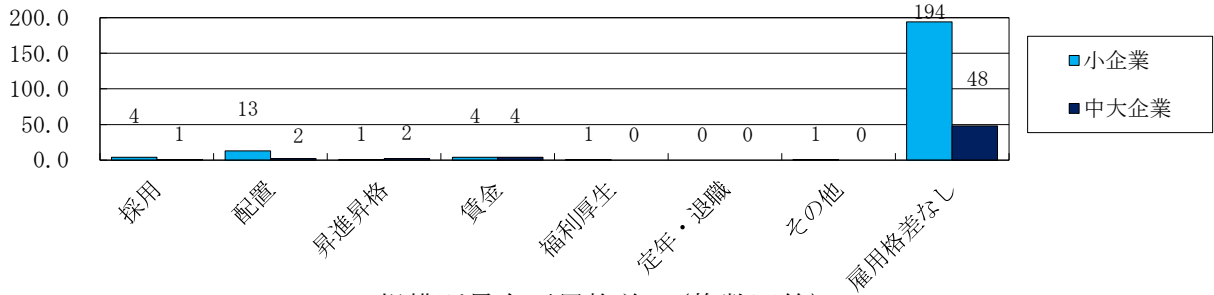 200.0
150.0
100.0
50.0
0.0
4
1
13
2
1
2
4
4
1
0
0
0
1
0
194
48
採用
配置
昇進昇格
賃金
福利厚生
定年・退職
その他
雇用格差なし
小企業
中大企業